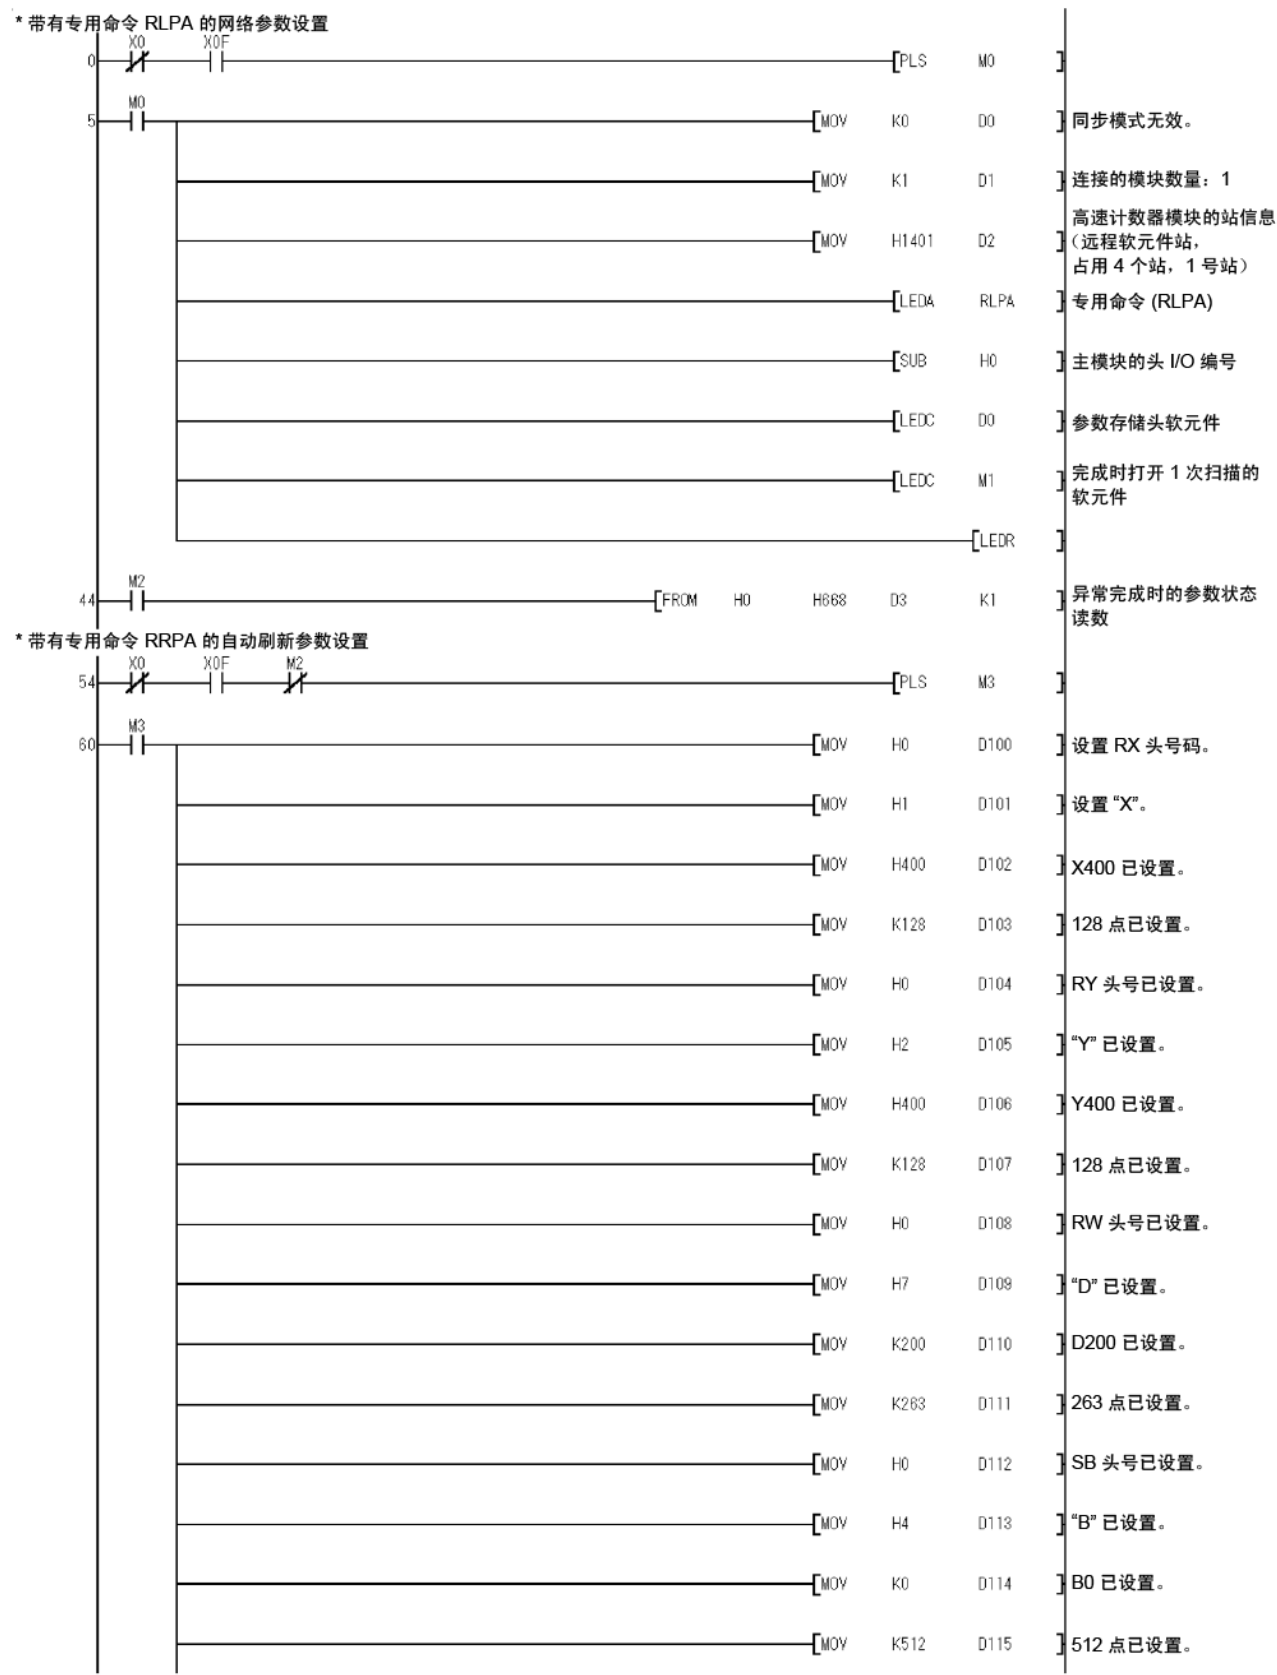 * 带有专用命令 RLPA 的网络参数设置
X0 X0F
0 [PLS M0 ]
M0
5 [MOV K0 D0 ] 同步模式无效。
[MOV K1 D1 ] 连接的模块数量：1
高速计数器模块的站信息
[MOV H1401 D2 ] （远程软元件站，
占用 4 个站，1 号站）
[LEDA RLPA ] 专用命令 (RLPA)
[SUB H0 ] 主模块的头 I/O 编号
[LEDC D0 ] 参数存储头软元件
[LEDC M1 ] 完成时打开 1 次扫描的
软元件
[LEDR ]
M2
44 [FROM H0 H668 D3 K1 ] 异常完成时的参数状态
读数
* 带有专用命令 RRPA 的自动刷新参数设置
X0 X0F M2
54 [PLS M3 ]
M3
60 [MOV H0 D100 ] 设置 RX 头号码。
[MOV H1 D101 ] 设置 “X”。
[MOV H400 D102 ] X400 已设置。
[MOV K128 D103 ] 128 点已设置。
[MOV H0 D104 ] RY 头号已设置。
[MOV H2 D105 ] “Y” 已设置。
[MOV H400 D106 ] Y400 已设置。
[MOV K128 D107 ] 128 点已设置。
[MOV H0 D108 ] RW 头号已设置。
[MOV H7 D109 ] “D” 已设置。
[MOV K200 D110 ] D200 已设置。
[MOV K263 D111 ] 263 点已设置。
[MOV H0 D112 ] SB 头号已设置。
[MOV H4 D113 ] “B” 已设置。
[MOV K0 D114 ] B0 已设置。
[MOV K512 D115 ] 512 点已设置。